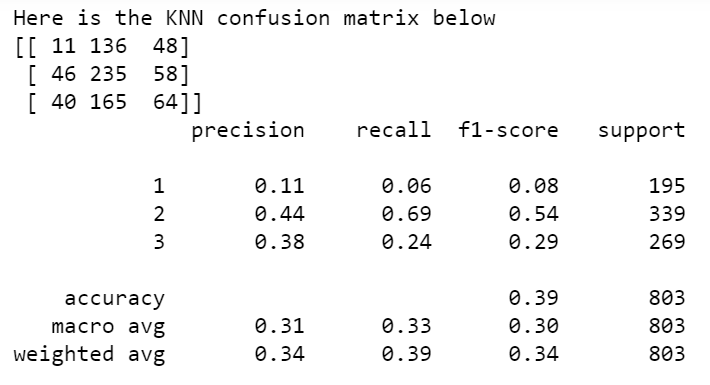 Here is the KNN confusion matrix below
[[ 11 136  48]
 [ 46 235  58]
 [ 40 165  64]]
              precision    recall  f1-score   support

           1       0.11      0.06      0.08       195
           2       0.44      0.69      0.54       339
           3       0.38      0.24      0.29       269

    accuracy                           0.39       803
   macro avg       0.31      0.33      0.30       803
weighted avg       0.34      0.39      0.34       803